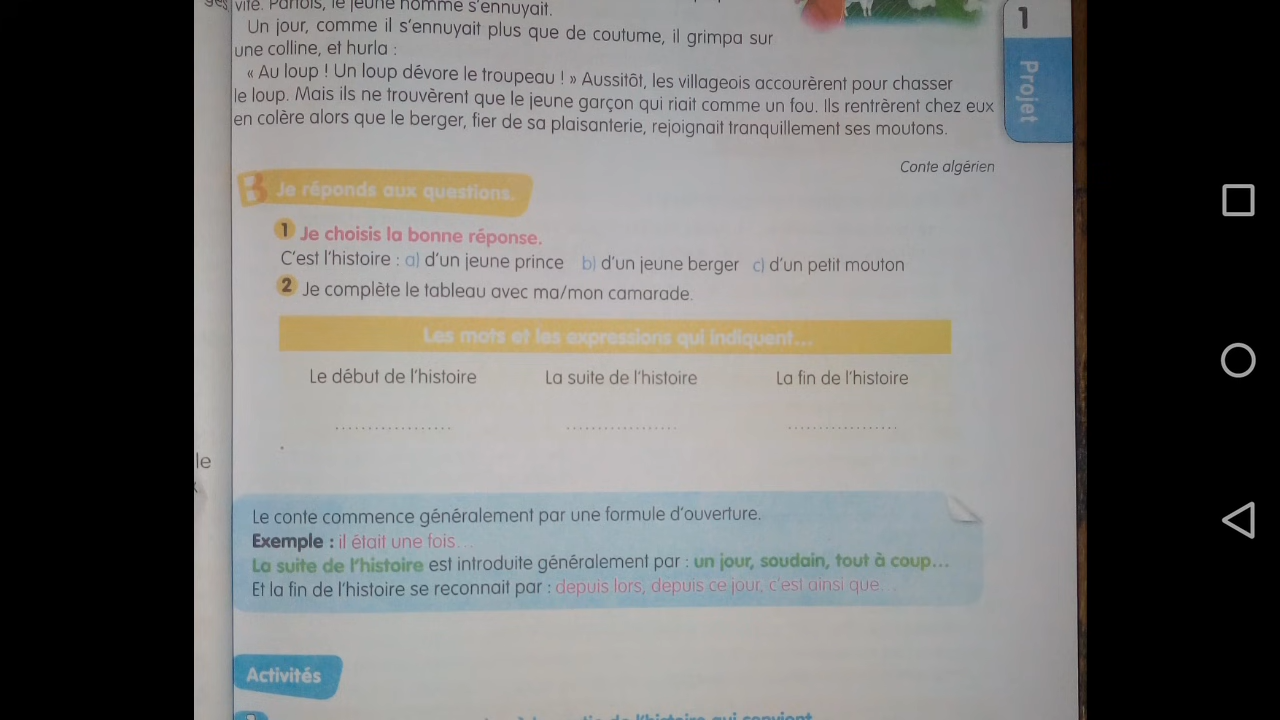 vite. Parfois, le jeune homme s'ennuyait.
Un jour, comme il s'ennuyait plus que de coutume, il grimpa sur
une colline, et hurla :
« Au loup ! Un loup dévore le troupeau ! » Aussitôt, les villageois accourèrent pour chasser
le loup. Mais ils ne trouvèrent que le jeune garçon qui riait comme un fou. Ils rentrèrent chez eux
en colère alors que le berger, fier de sa plaisanterie, rejoignait tranquillement ses moutons.
Conte algérien
1
Projet
B Je réponds aux questions.
1 Je choisis la bonne réponse.
C'est l'histoire : a) d'un jeune prince b) d'un jeune berger c) d'un petit mouton
2 Je complète le tableau avec ma/mon camarade.
Les mots et les expressions qui indiquent...
Le début de l'histoire La suite de l'histoire La fin de l'histoire
.................. .................. ..................
le
Le conte commence généralement par une formule d'ouverture.
Exemple : il était une fois...
La suite de l'histoire est introduite généralement par : un jour, soudain, tout à coup...
Et la fin de l'histoire se reconnait par : depuis lors, depuis ce jour, c'est ainsi que...
Activités
de l'histoire qui convient